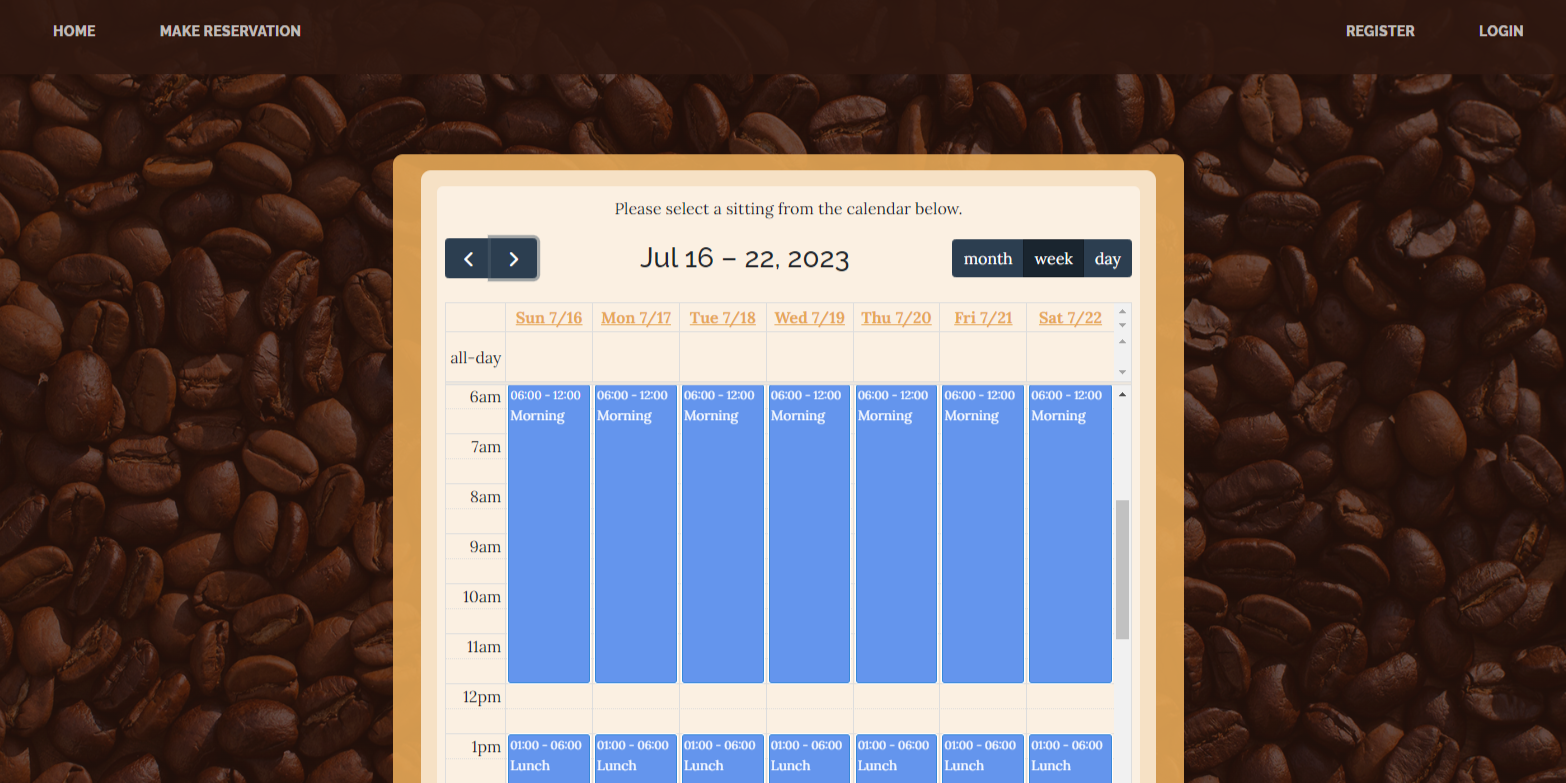 HOME MAKE RESERVATION REGISTER LOGIN
Please select a sitting from the calendar below.
Jul 16 – 22, 2023
month week day
Sun 7/16 Mon 7/17 Tue 7/18 Wed 7/19 Thu 7/20 Fri 7/21 Sat 7/22
all-day
6am 06:00 - 12:00 06:00 - 12:00 06:00 - 12:00 06:00 - 12:00 06:00 - 12:00 06:00 - 12:00 06:00 - 12:00
Morning Morning Morning Morning Morning Morning Morning
7am
8am
9am
10am
11am
12pm
1pm 01:00 - 06:00 01:00 - 06:00 01:00 - 06:00 01:00 - 06:00 01:00 - 06:00 01:00 - 06:00 01:00 - 06:00
Lunch Lunch Lunch Lunch Lunch Lunch Lunch